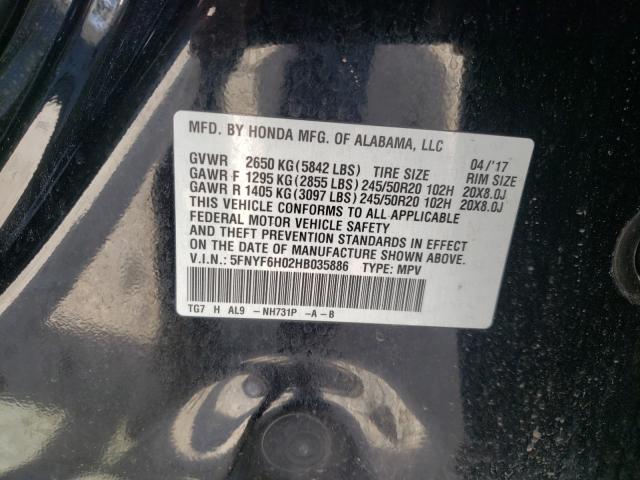 MFD. BY HONDA MFG. OF ALABAMA, LLC
GVWR 2650 KG (5842 LBS) TIRE SIZE 04/'17 RIM SIZE
GAWR F 1295 KG (2855 LBS) 245/50R20 102H 20X8.0J
GAWR R 1405 KG (3097 LBS) 245/50R20 102H 20X8.0J
THIS VEHICLE CONFORMS TO ALL APPLICABLE
FEDERAL MOTOR VEHICLE SAFETY
AND THEFT PREVENTION STANDARDS IN EFFECT
ON THE DATE OF MANUFACTURE SHOWN ABOVE.
V.I.N.: 5FNYF6H02HB035886 TYPE: MPV
TG7 H AL9 -NH731P -A-B